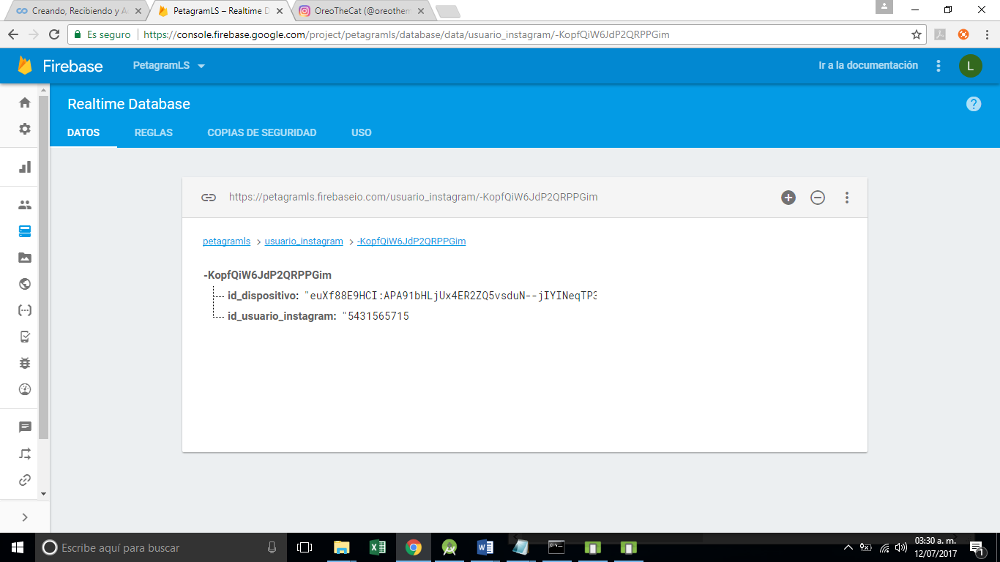 Creando, Recibiendo y A
PetagramLS – Realtime D
OreoTheCat (@oreothem
Es seguro
https://console.firebase.google.com/project/petagramls/database/data/usuario_instagram/-KopfQiW6JdP2QRPPGim
Firebase
PetagramLS
Ir a la documentación
L
Realtime Database
?
DATOS
REGLAS
COPIAS DE SEGURIDAD
USO
https://petagramls.firebaseio.com/usuario_instagram/-KopfQiW6JdP2QRPPGim
petagramls > usuario_instagram > -KopfQiW6JdP2QRPPGim
-KopfQiW6JdP2QRPPGim
id_dispositivo: "euXf88E9HCI:APA91bHLjUx4ER2ZQ5vsduN--jIYINeqTP3
id_usuario_instagram: "5431565715
Escribe aquí para buscar
03:30 a. m.
12/07/2017
1